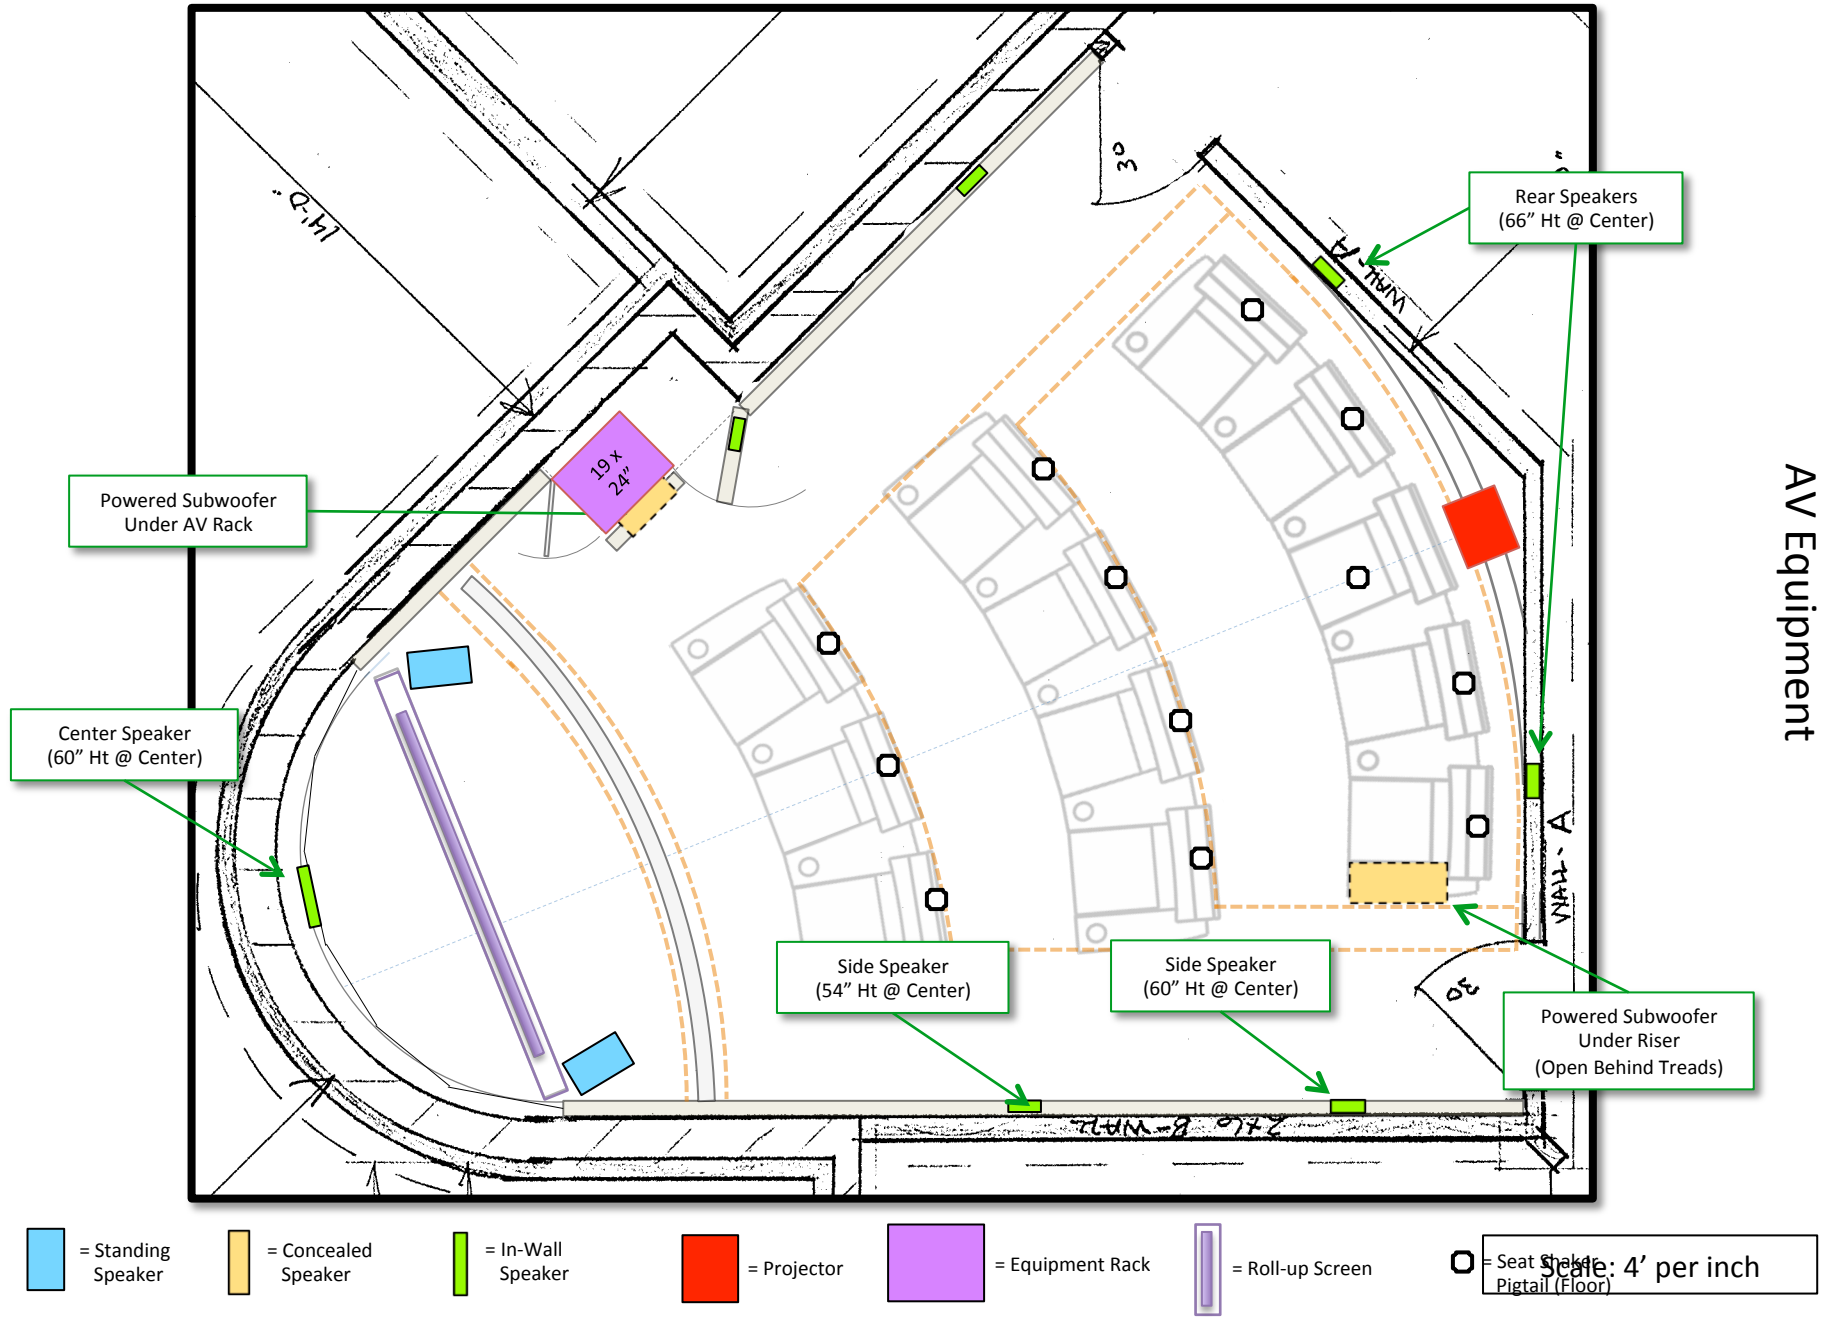 30
14'-0"
Rear Speakers
(66” Ht @ Center)
WALL-A
AV Equipment
19 x
24”
Powered Subwoofer
Under AV Rack
Center Speaker
(60” Ht @ Center)
WALL-A
Side Speaker
(54” Ht @ Center)
Side Speaker
(60” Ht @ Center)
30
Powered Subwoofer
Under Riser
(Open Behind Treads)
2x6 B-WALL
= Standing
Speaker
= Concealed
Speaker
= In-Wall
Speaker
= Projector
= Equipment Rack
= Roll-up Screen
= Seat Shaker
Pigtail (Floor)
Scale: 4’ per inch